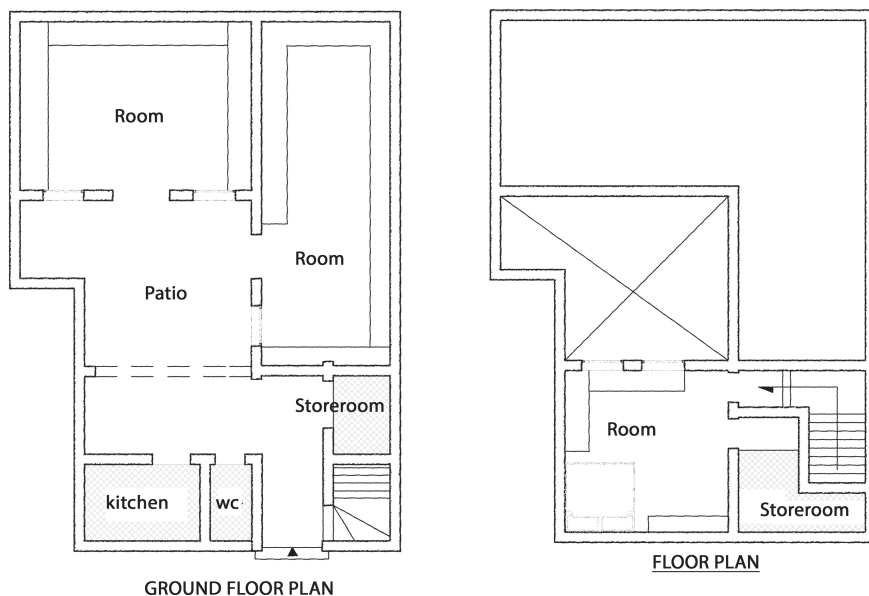 Room
Room
Patio
Storeroom
kitchen
wc
GROUND FLOOR PLAN
Room
Storeroom
FLOOR PLAN